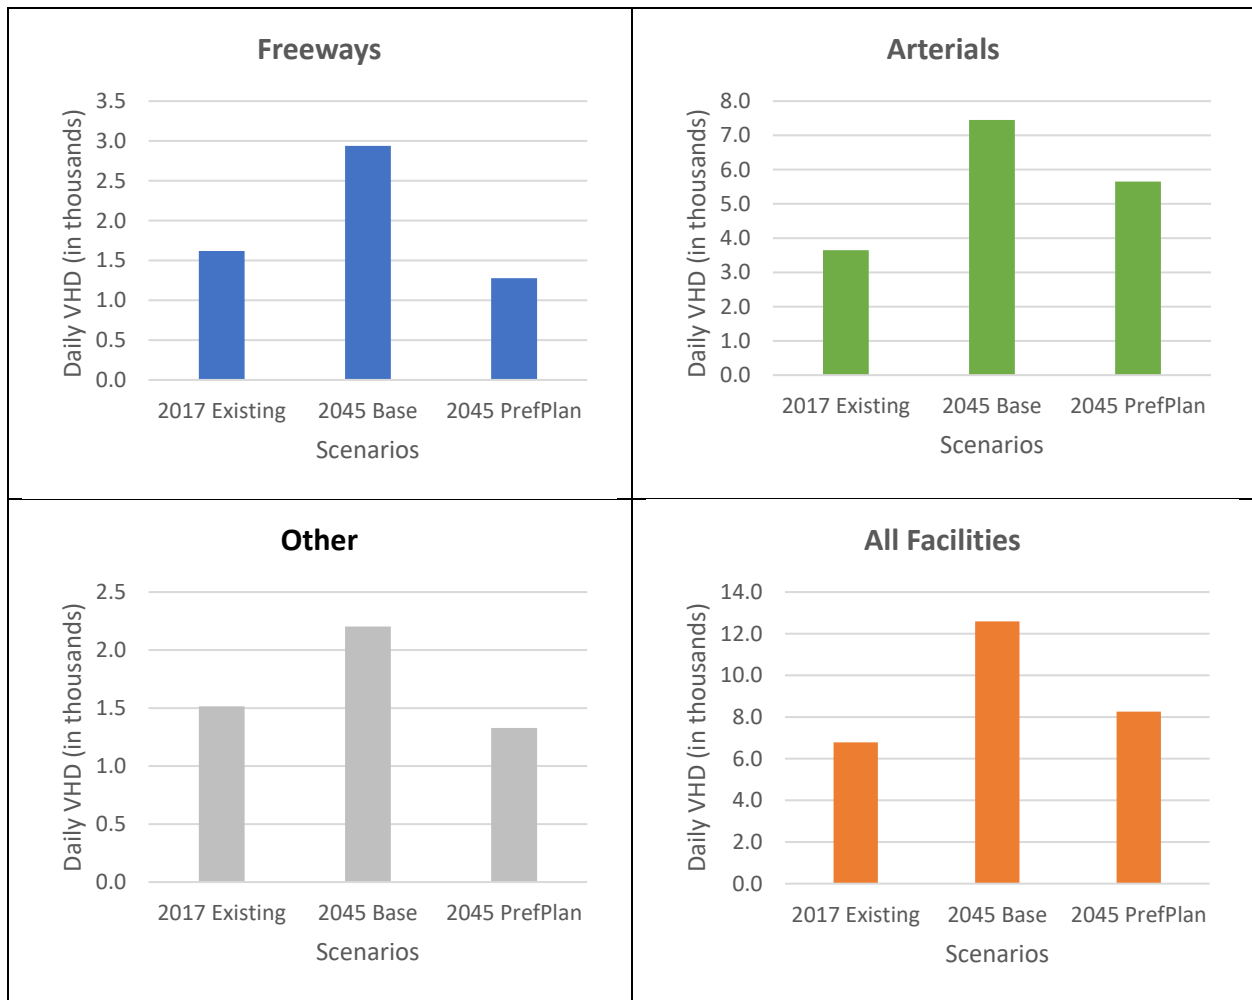 Freeways
Daily VHD (in thousands)
3.5
3.0
2.5
2.0
1.5
1.0
0.5
0.0
2017 Existing 2045 Base 2045 PrefPlan
Scenarios
Arterials
Daily VHD (in thousands)
8.0
7.0
6.0
5.0
4.0
3.0
2.0
1.0
0.0
2017 Existing 2045 Base 2045 PrefPlan
Scenarios
Other
Daily VHD (in thousands)
2.5
2.0
1.5
1.0
0.5
0.0
2017 Existing 2045 Base 2045 PrefPlan
Scenarios
All Facilities
Daily VHD (in thousands)
14.0
12.0
10.0
8.0
6.0
4.0
2.0
0.0
2017 Existing 2045 Base 2045 PrefPlan
Scenarios